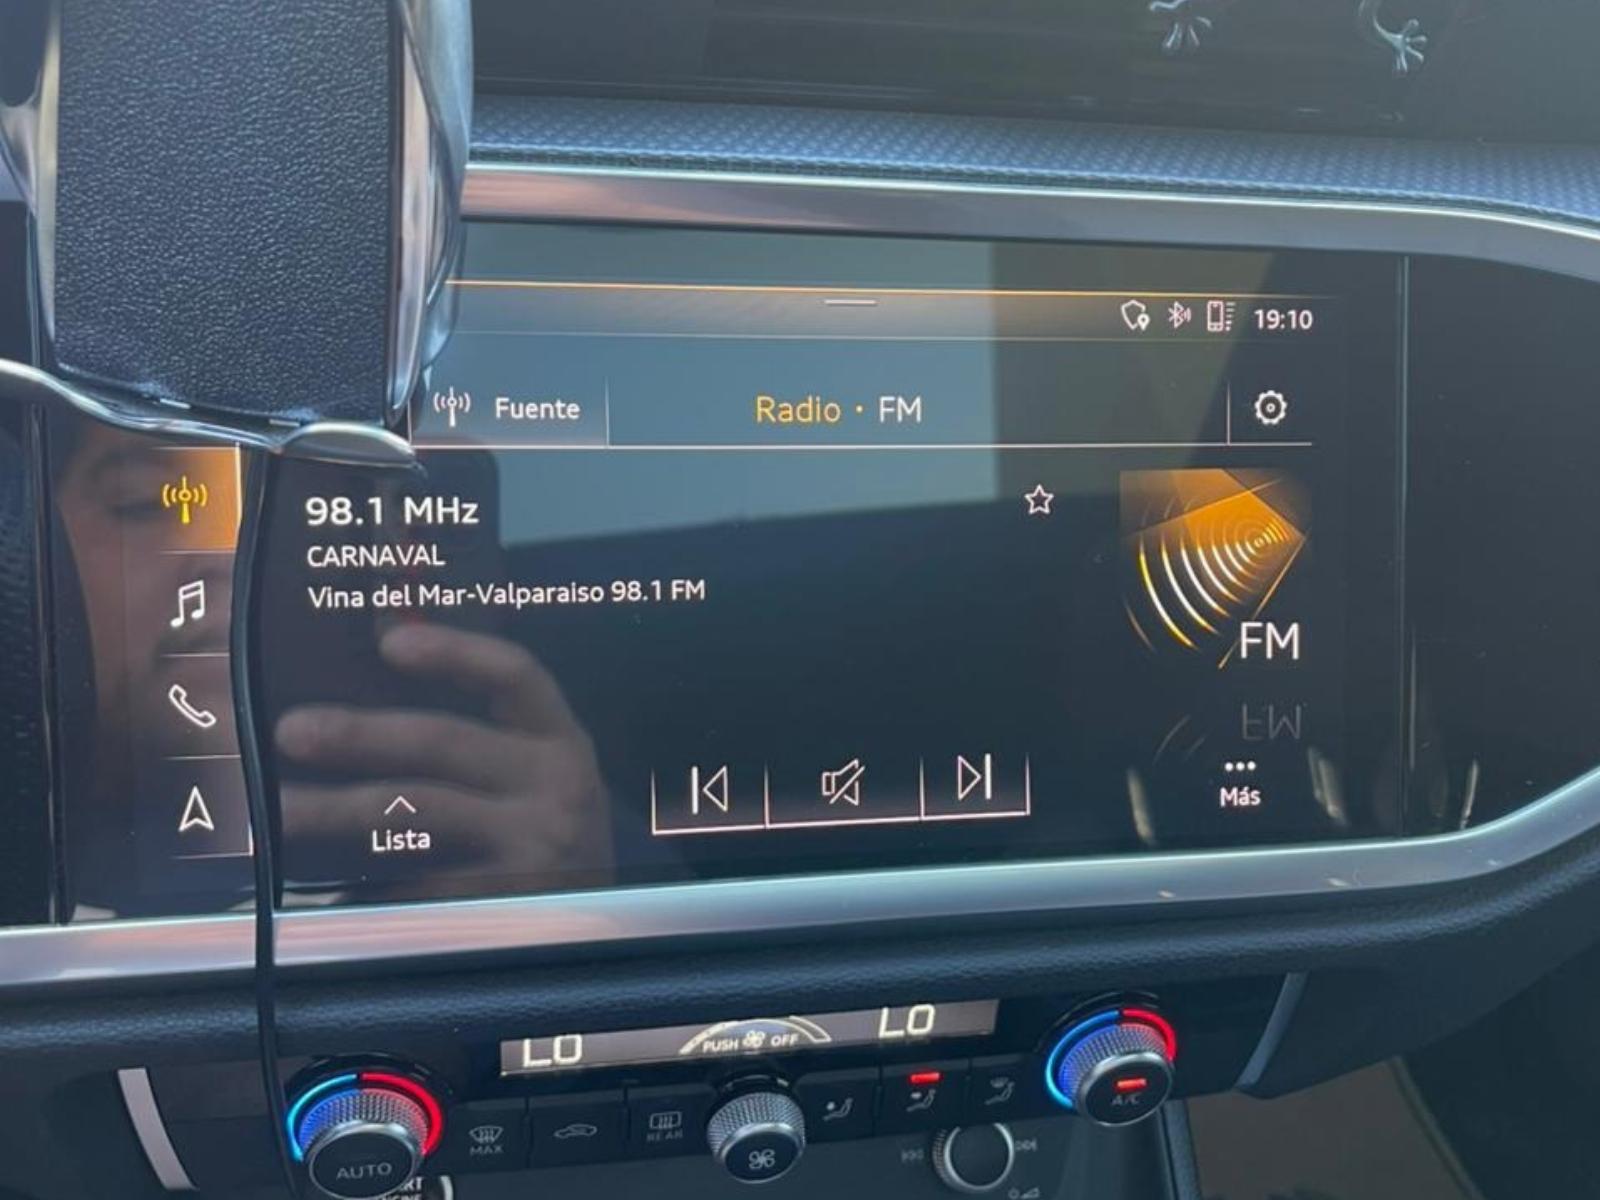 19:10
Fuente
Radio · FM
98.1 MHz
CARNAVAL
Vina del Mar-Valparaiso 98.1 FM
FM
Lista
••• 
Más
LO
PUSH OFF
LO
MAX
REAR
A/C
AUTO